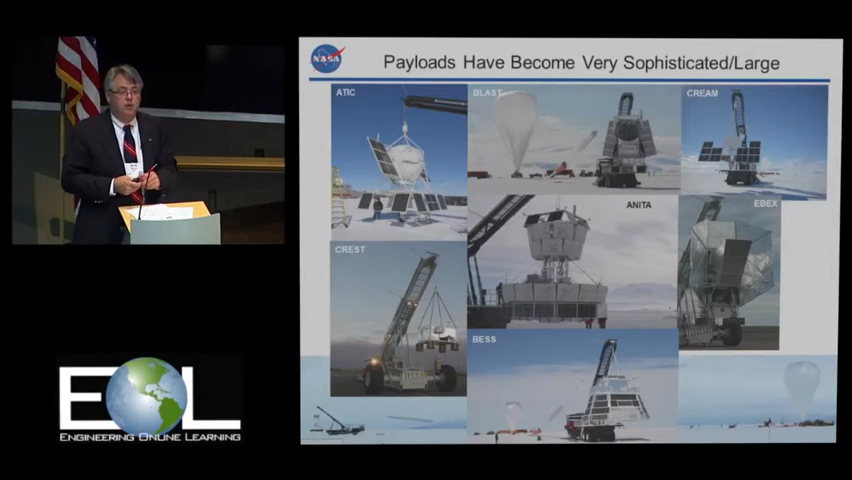 NASA
Payloads Have Become Very Sophisticated/Large
ATIC
BLAST
CREAM
ANITA
EBEX
CREST
BESS
EOL
ENGINEERING ONLINE LEARNING